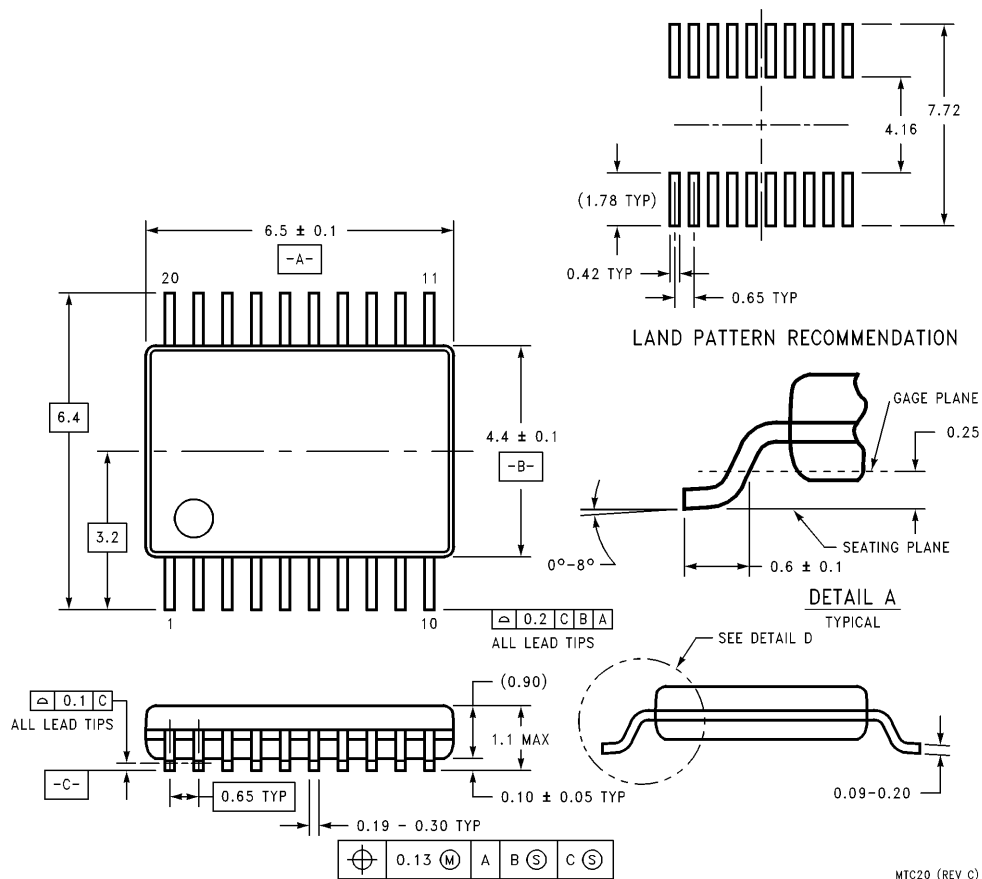 7.72
4.16
(1.78 TYP)
0.42 TYP
0.65 TYP
LAND PATTERN RECOMMENDATION
6.5 ± 0.1
-A-
20
11
6.4
3.2
4.4 ± 0.1
-B-
1
10
⌓ 0.2 C B A
ALL LEAD TIPS
GAGE PLANE
0.25
SEATING PLANE
0°-8°
0.6 ± 0.1
DETAIL A
TYPICAL
SEE DETAIL D
⌓ 0.1 C
ALL LEAD TIPS
(0.90)
1.1 MAX
-C-
0.65 TYP
0.10 ± 0.05 TYP
0.09-0.20
0.19 - 0.30 TYP
⌖ 0.13 Ⓜ A B Ⓢ C Ⓢ
MTC20 (REV C)